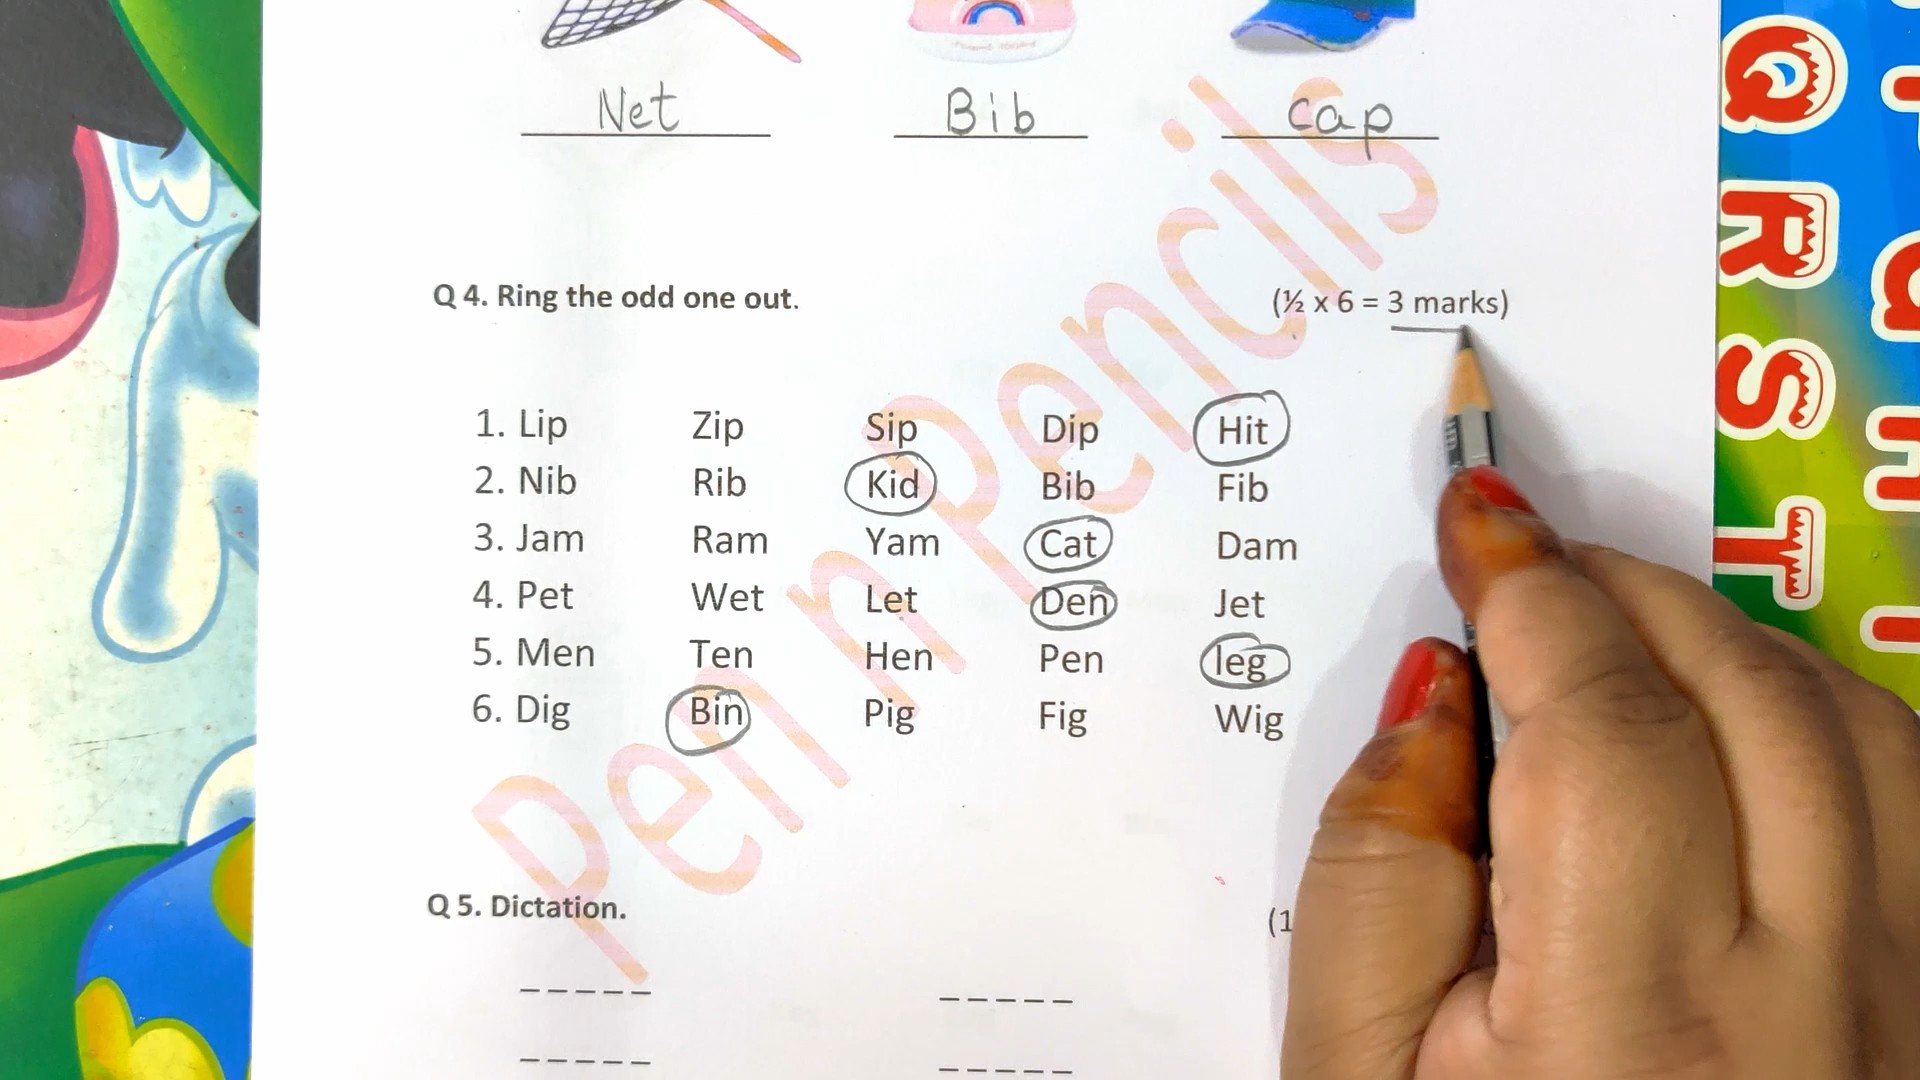 Net Bib cap
Q 4. Ring the odd one out. (½ x 6 = 3 marks)
1. Lip Zip Sip Dip Hit
2. Nib Rib Kid Bib Fib
3. Jam Ram Yam Cat Dam
4. Pet Wet Let Den Jet
5. Men Ten Hen Pen leg
6. Dig Bin Pig Fig Wig
Pen n Pencils
Q 5. Dictation. (1
Q
R
S
T